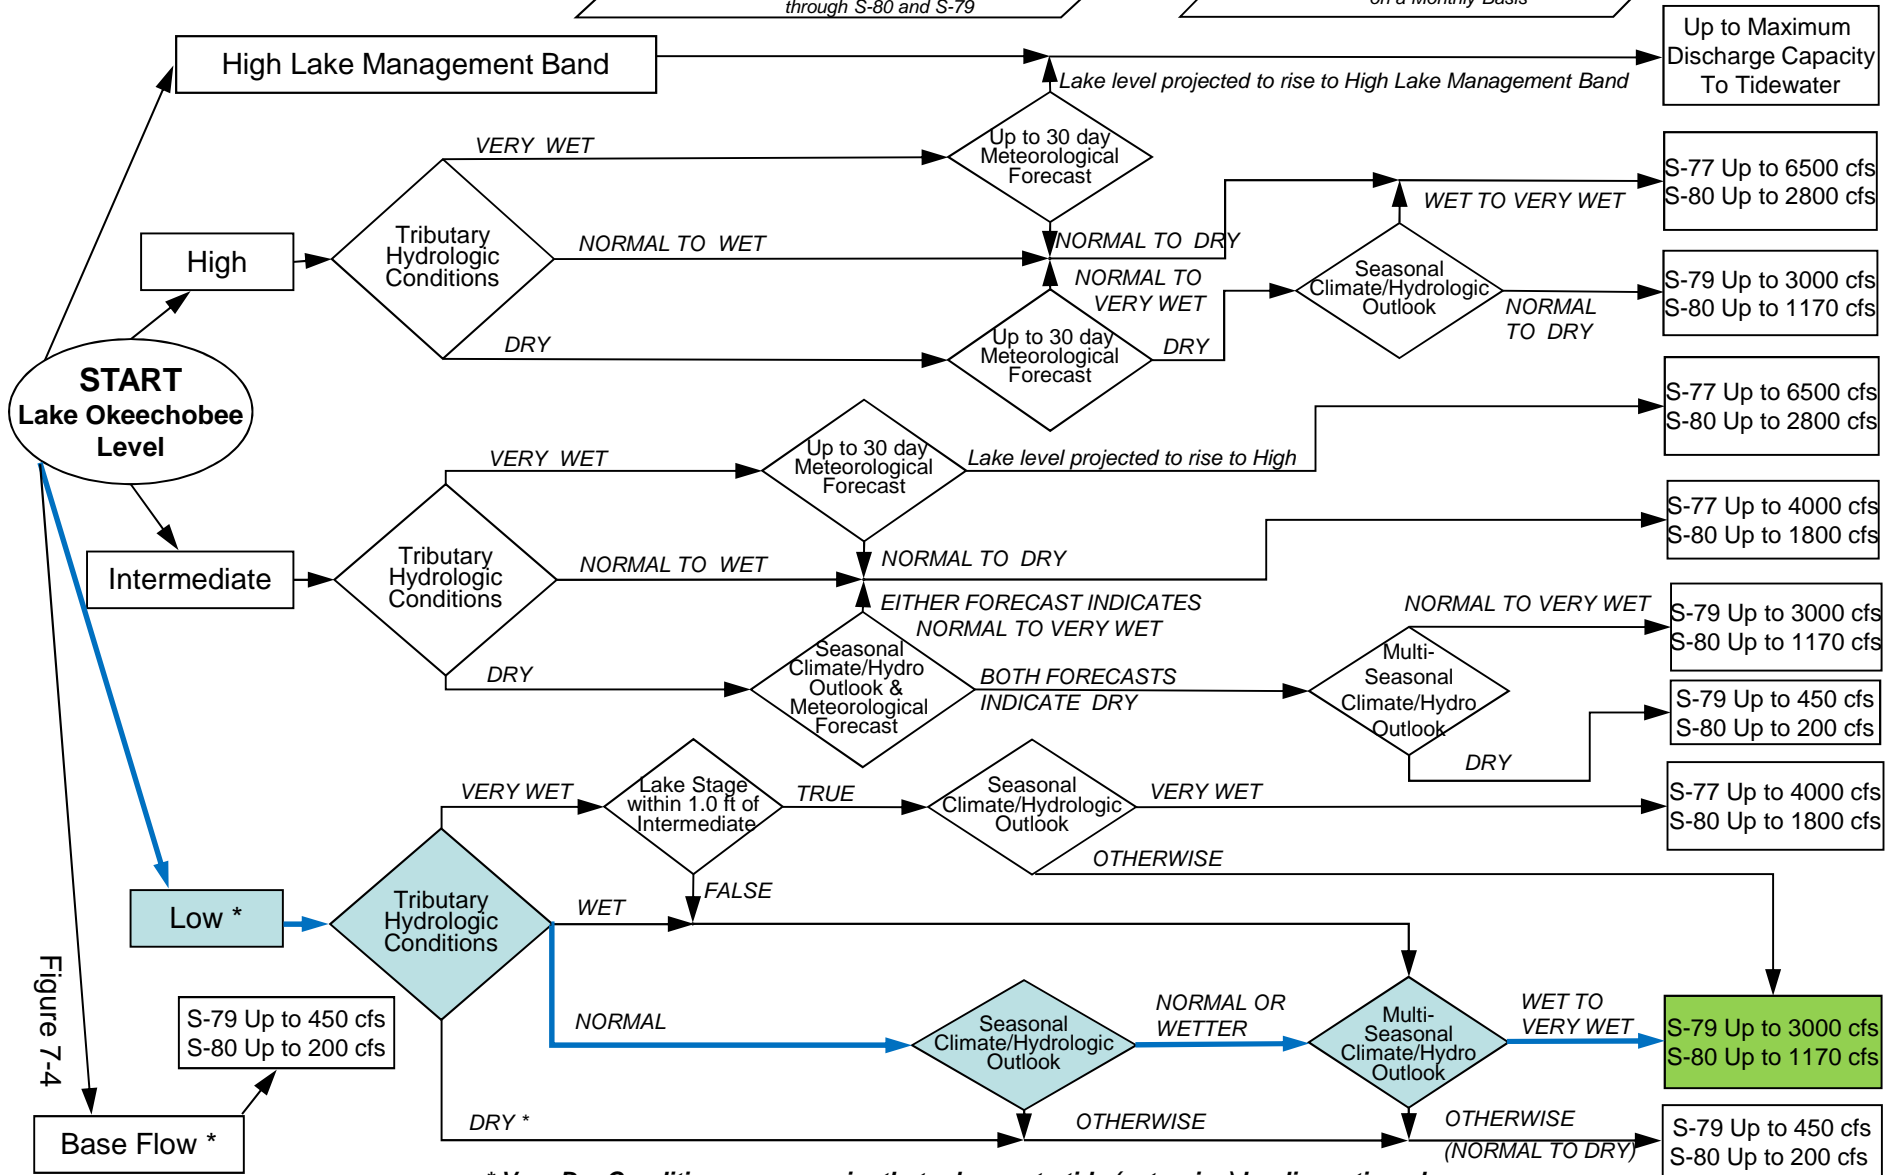 through S-80 and S-79
on a Monthly Basis
High Lake Management Band
Up to Maximum
Discharge Capacity
To Tidewater
Lake level projected to rise to High Lake Management Band
VERY WET
Up to 30 day
Meteorological
Forecast
S-77 Up to 6500 cfs
S-80 Up to 2800 cfs
WET TO VERY WET
High
Tributary
Hydrologic
Conditions
NORMAL TO WET
NORMAL TO DRY
NORMAL TO
VERY WET
Seasonal
Climate/Hydrologic
Outlook
NORMAL
TO DRY
S-79 Up to 3000 cfs
S-80 Up to 1170 cfs
DRY
Up to 30 day
Meteorological
Forecast
DRY
START
Lake Okeechobee
Level
S-77 Up to 6500 cfs
S-80 Up to 2800 cfs
VERY WET
Up to 30 day
Meteorological
Forecast
Lake level projected to rise to High
S-77 Up to 4000 cfs
S-80 Up to 1800 cfs
Intermediate
Tributary
Hydrologic
Conditions
NORMAL TO WET
NORMAL TO DRY
EITHER FORECAST INDICATES
NORMAL TO VERY WET
NORMAL TO VERY WET
S-79 Up to 3000 cfs
S-80 Up to 1170 cfs
DRY
Seasonal
Climate/Hydro
Outlook &
Meteorological
Forecast
BOTH FORECASTS
INDICATE DRY
Multi-
Seasonal
Climate/Hydro
Outlook
DRY
S-79 Up to 450 cfs
S-80 Up to 200 cfs
VERY WET
Lake Stage
within 1.0 ft of
Intermediate
TRUE
Seasonal
Climate/Hydrologic
Outlook
VERY WET
S-77 Up to 4000 cfs
S-80 Up to 1800 cfs
OTHERWISE
FALSE
Low *
Tributary
Hydrologic
Conditions
WET
NORMAL
Seasonal
Climate/Hydrologic
Outlook
NORMAL OR
WETTER
Multi-
Seasonal
Climate/Hydro
Outlook
WET TO
VERY WET
S-79 Up to 3000 cfs
S-80 Up to 1170 cfs
Figure 7-4
S-79 Up to 450 cfs
S-80 Up to 200 cfs
Base Flow *
DRY *
OTHERWISE
OTHERWISE
(NORMAL TO DRY)
S-79 Up to 450 cfs
S-80 Up to 200 cfs